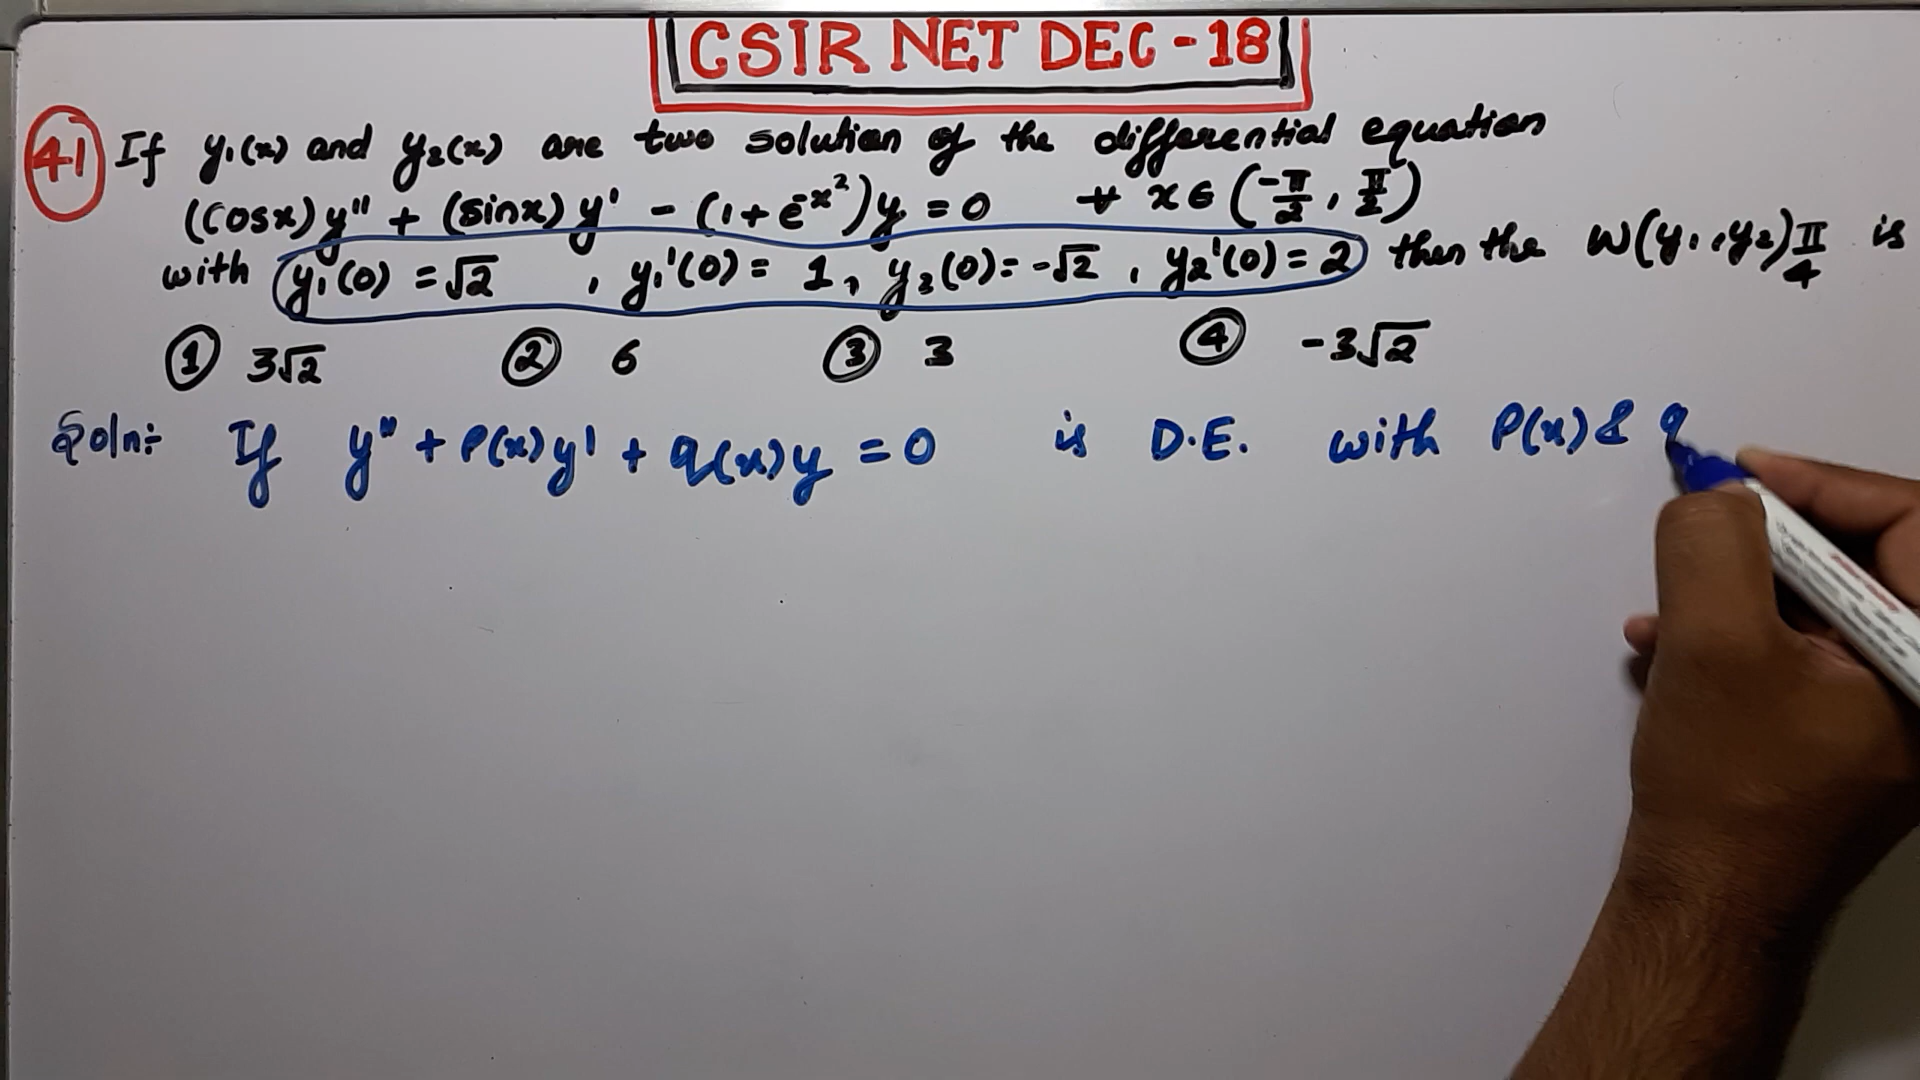 CSIR NET DEC-18
41 If y₁(x) and y₂(x) are two solution of the differential equation
(cosx)y'' + (sinx)y' - (1+e^{-x²})y = 0 ∀ x∈(-π/2, π/2)
with y₁(0) = √2, y₁'(0) = 1, y₂(0) = -√2, y₂'(0) = 2 then the W(y₁,y₂)π/4 is
① 3√2 ② 6 ③ 3 ④ -3√2
Soln:- If y'' + P(x)y' + q(x)y = 0 is D.E. with P(x) & q